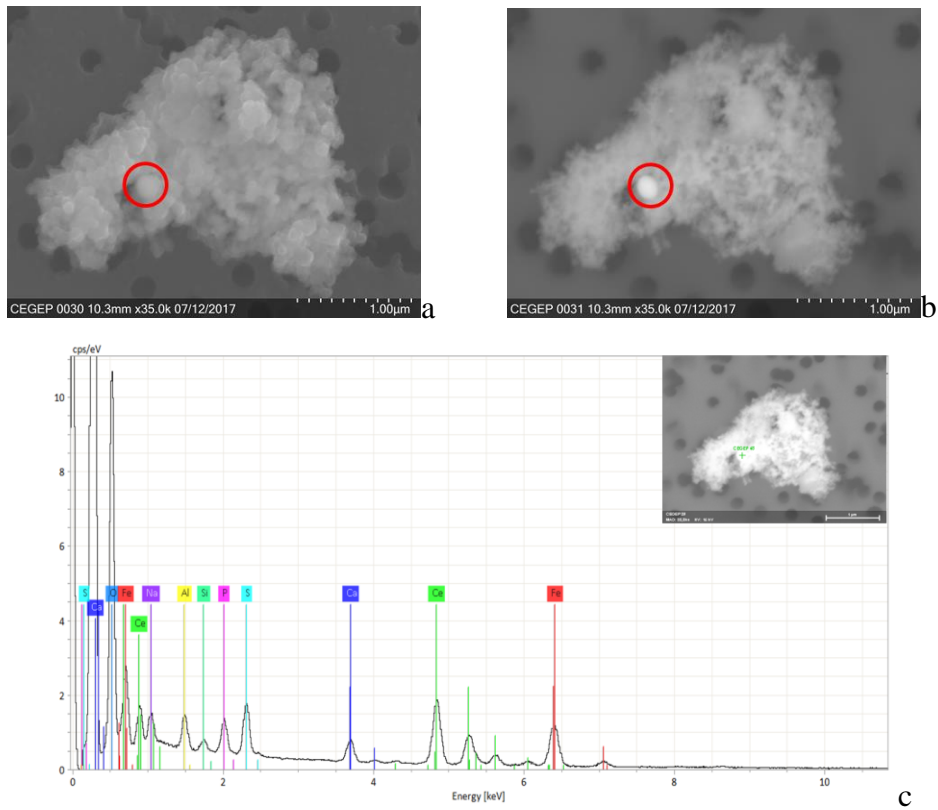 CEGEP 0030 10.3mm x35.0k 07/12/2017 1.00µm
a
CEGEP 0031 10.3mm x35.0k 07/12/2017 1.00µm
b
cps/eV
10
8
6
4
2
0
S Ca O Fe Ce Na Al Si P S Ca Ce Fe
0 2 4 6 8 10
Energy [keV]
c